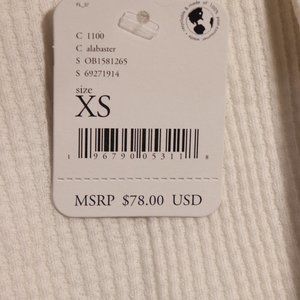 C 1100
C alabaster
S OB1581265
S 69271914
size
XS
1 96790 05311 8
MSRP $78.00 USD